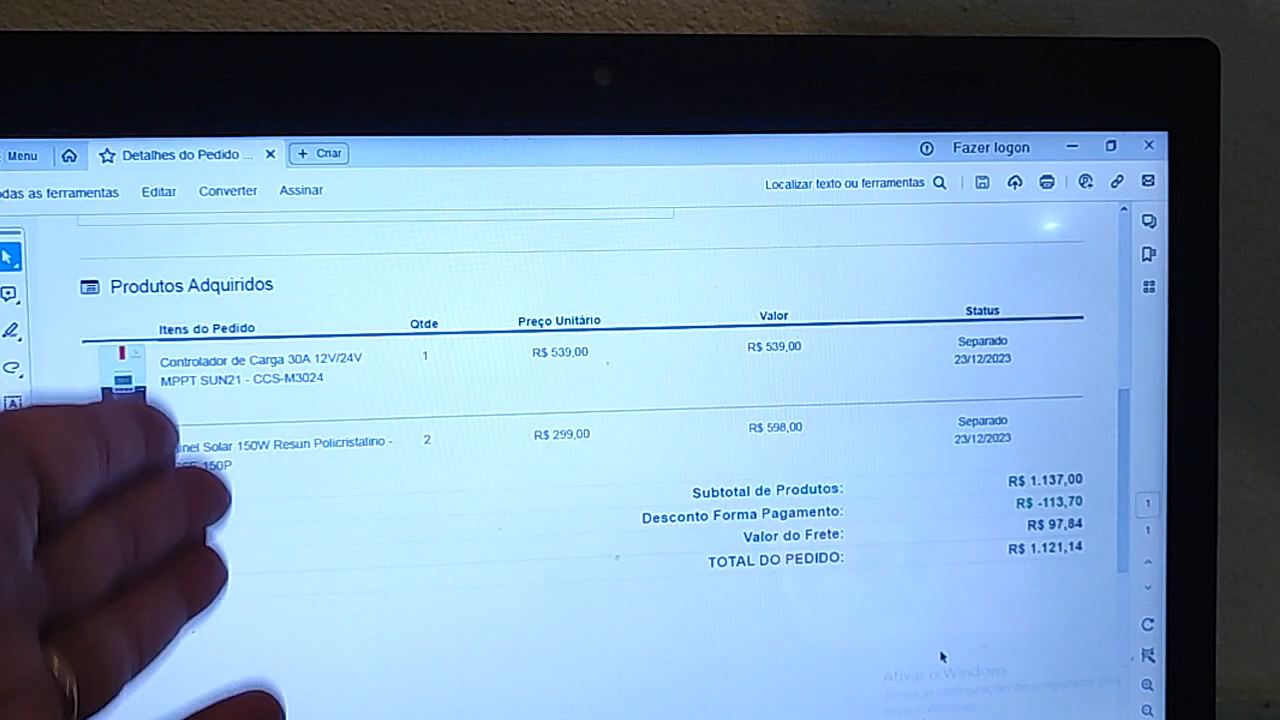 Menu
Detalhes do Pedido ...
+ Criar
Fazer logon
das as ferramentas
Editar
Converter
Assinar
Localizar texto ou ferramentas
Produtos Adquiridos
Itens do Pedido
Qtde
Preço Unitário
Valor
Status
Controlador de Carga 30A 12V/24V
MPPT SUN21 - CCS-M3024
1
R$ 539,00
R$ 539,00
Separado
23/12/2023
inel Solar 150W Resun Policristalino -
150P
2
R$ 299,00
R$ 598,00
Separado
23/12/2023
Subtotal de Produtos:
R$ 1.137,00
Desconto Forma Pagamento:
R$ -113,70
Valor do Frete:
R$ 97,84
TOTAL DO PEDIDO:
R$ 1.121,14
1
1
Ativar o Windows